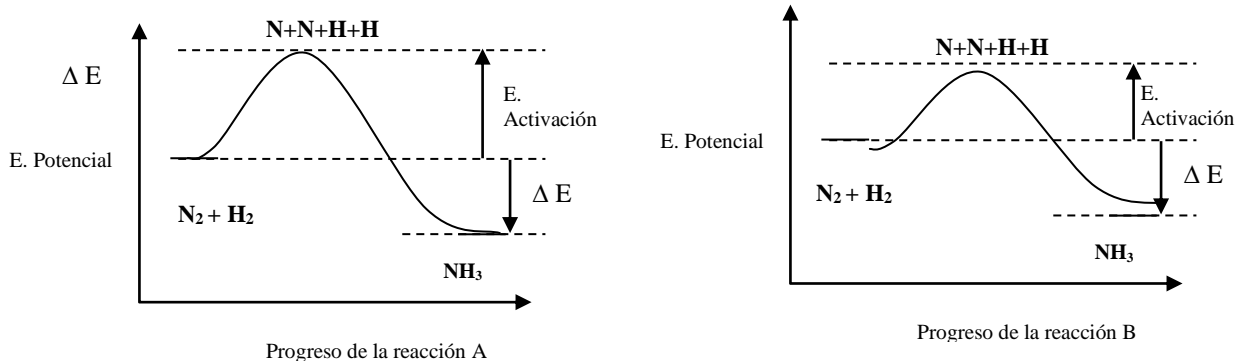 N+N+H+H
Δ E
E.
Activación
E. Potencial
Δ E
N₂ + H₂
NH₃
Progreso de la reacción A
N+N+H+H
E.
Activación
E. Potencial
Δ E
N₂ + H₂
NH₃
Progreso de la reacción B